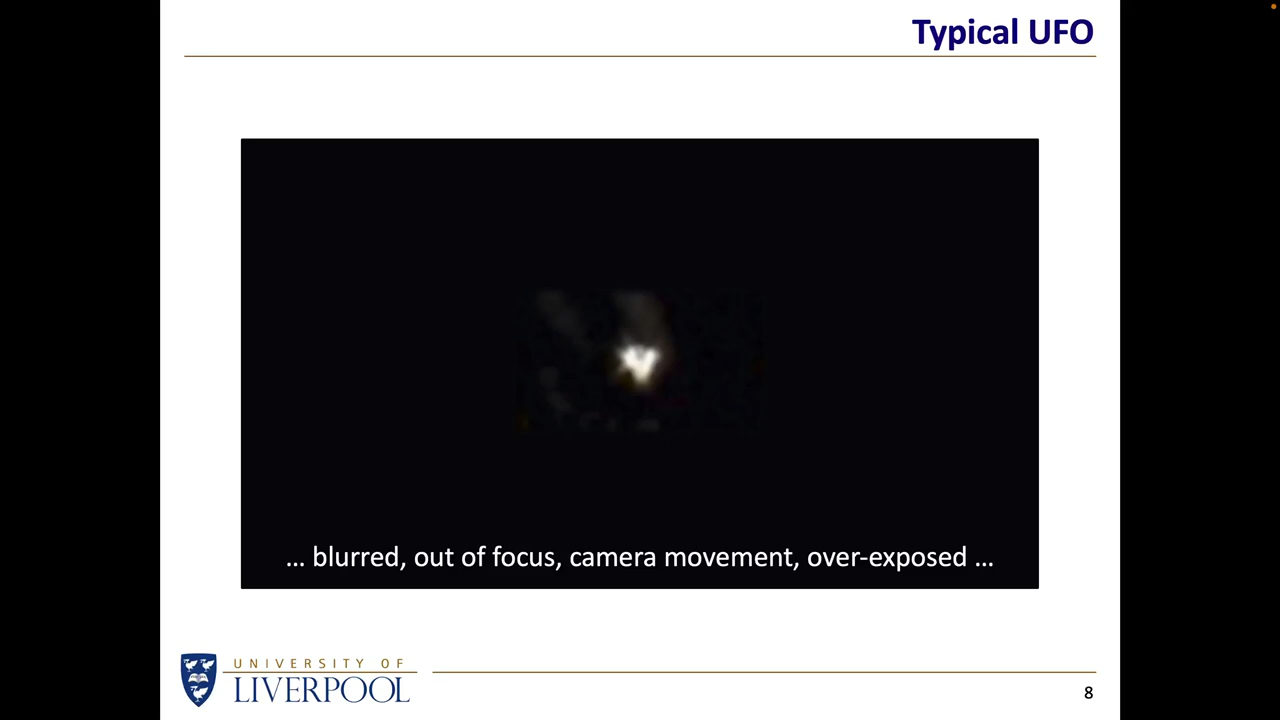 Typical UFO
... blurred, out of focus, camera movement, over-exposed ...
UNIVERSITY OF
LIVERPOOL
8